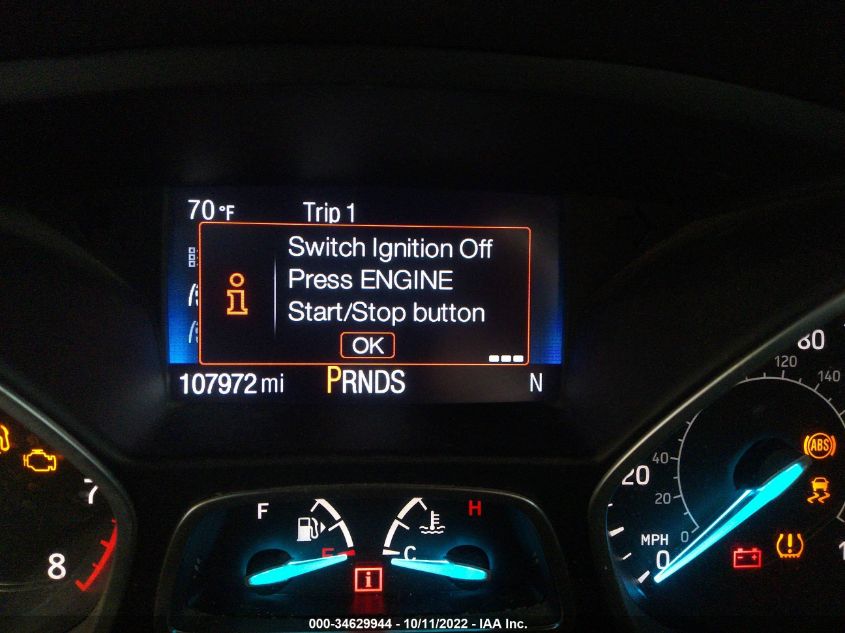 70 °F Trip 1
Switch Ignition Off
Press ENGINE
Start/Stop button
OK
107972 mi PRNDS N
80
120
140
ABS
40
20
20
MPH
0
0
7
8
F
H
E
C
000-34629944 - 10/11/2022 - IAA Inc.